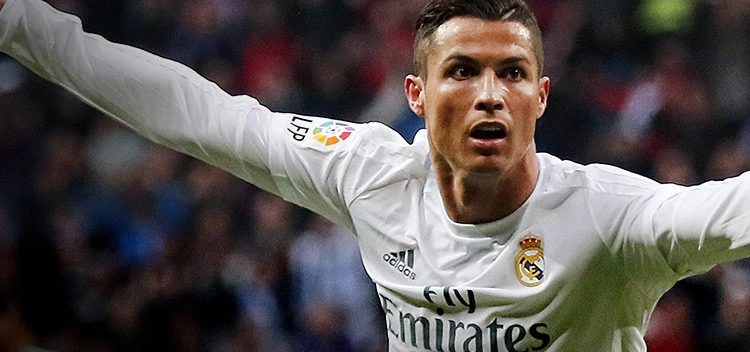 LFP
adidas
Fly
Emirates